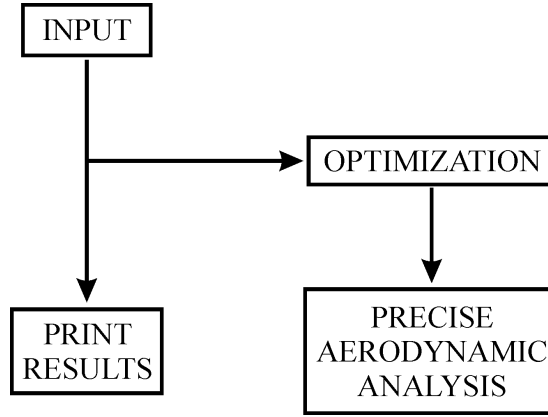 INPUT
OPTIMIZATION
PRINT
RESULTS
PRECISE
AERODYNAMIC
ANALYSIS